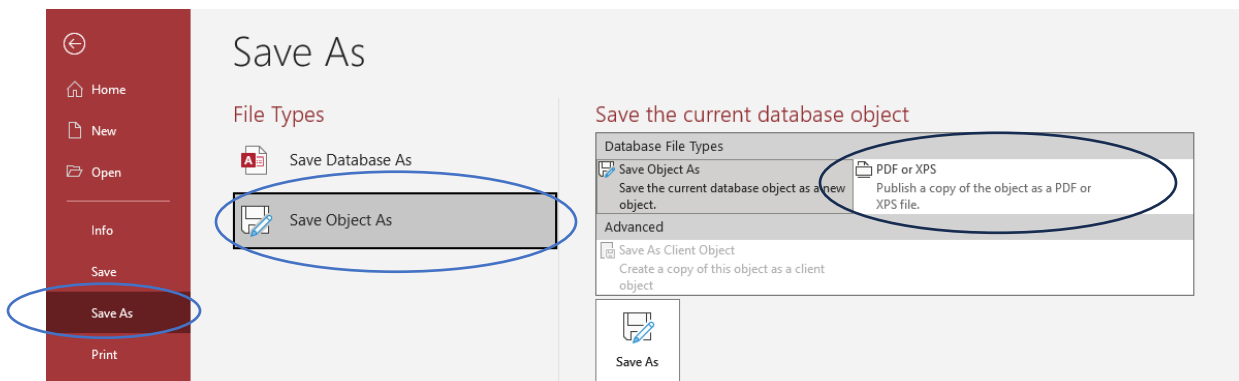 Save As
Home
New
Open
Info
Save
Save As
Print
File Types
A
Save Database As
Save Object As
Save the current database object
Database File Types
Save Object As
Save the current database object as a new
object.
PDF or XPS
Publish a copy of the object as a PDF or
XPS file.
Advanced
Save As Client Object
Create a copy of this object as a client
object
Save As